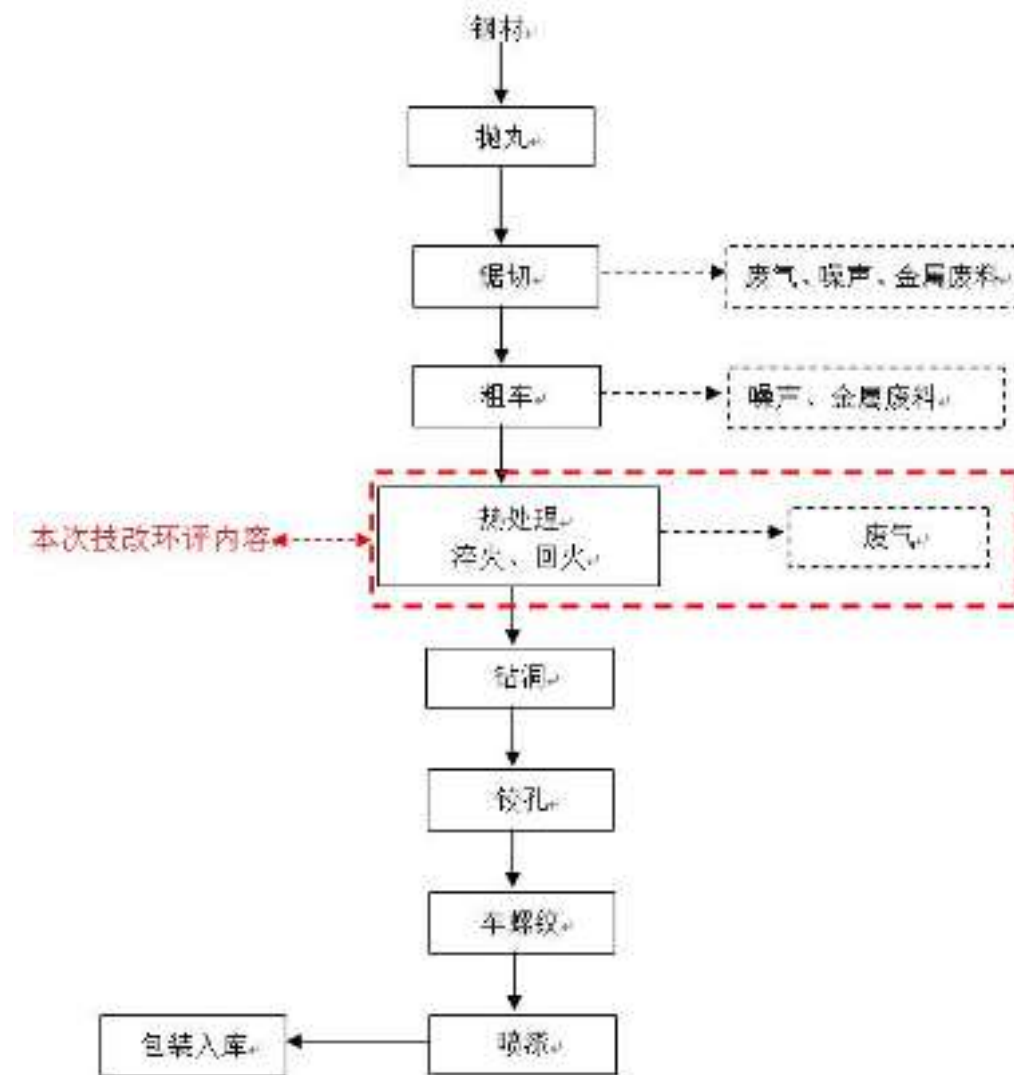 钢材
抛丸
锯切
废气、噪声、金属废料
粗车
噪声、金属废料
本次技改环评内容
热处理
淬火、回火
废气
钻洞
铰孔
车螺纹
喷漆
包装入库